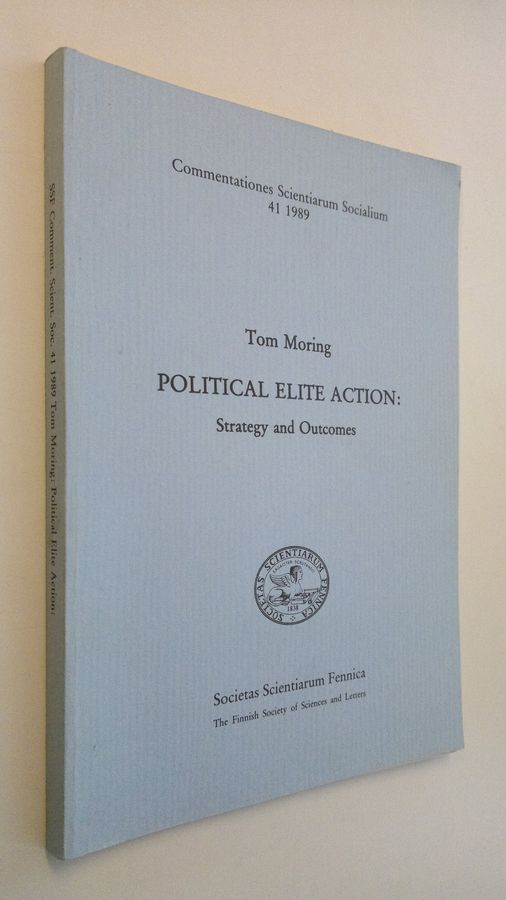 Commentationes Scientiarum Socialium
41 1989
Tom Moring
POLITICAL ELITE ACTION:
Strategy and Outcomes
SOCIETAS SCIENTIARUM FENNICA
1838
Societas Scientiarum Fennica
The Finnish Society of Sciences and Letters
SSF. Comment. Scient. Soc. 41 1989 Tom Moring: Political Elite Action: